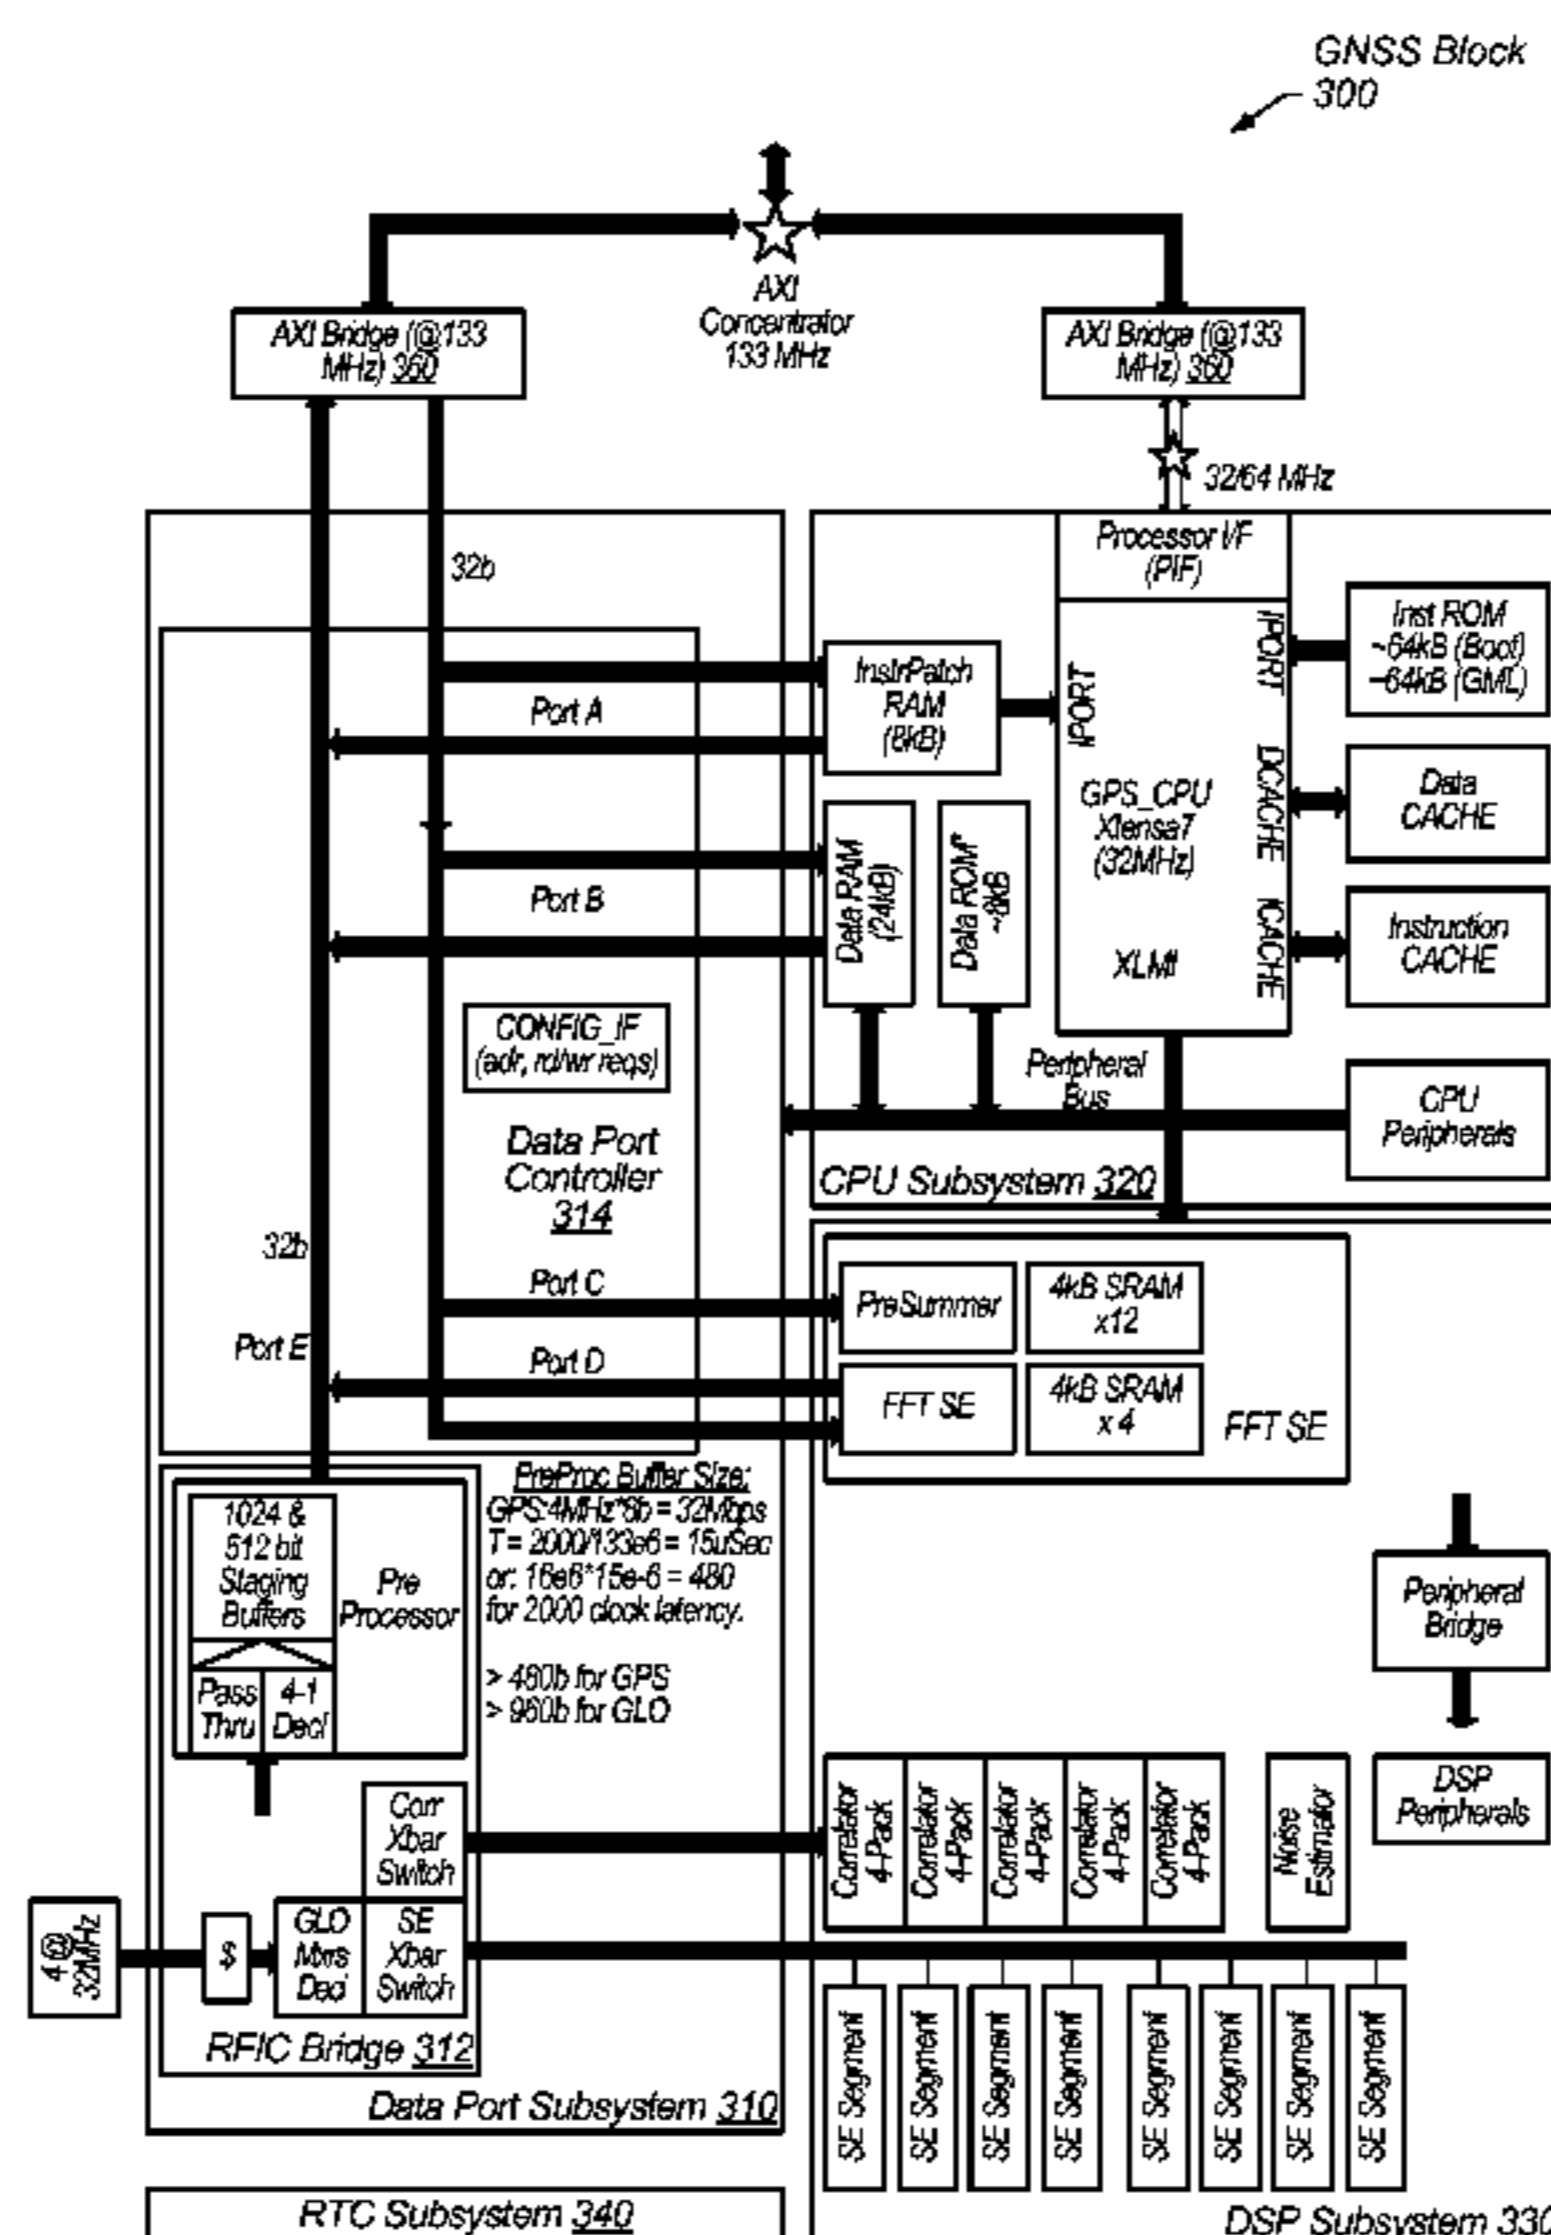 GNSS Block
300
AXI
Concentrator
133 MHz
AXI Bridge (@133
MHz) 360
AXI Bridge (@133
MHz) 360
32/64 MHz
32b
Processor I/F
(PIF)
IPORT
IPORT
DCACHE
ICACHE
GPS_CPU
Xtensa7
(32MHz)
XLMI
Inst ROM
~64kB (Boot)
~64kB (GML)
Data
CACHE
Instruction
CACHE
InstrPatch
RAM
(8kB)
Port A
Data RAM
(24kB)
Data ROM*
~8kB
Port B
CONFIG_IF
(adr, rd/wr reqs)
Peripheral
Bus
CPU
Peripherals
Data Port
Controller
314
CPU Subsystem 320
32b
Port E
Port C
PreSummer
4kB SRAM
x12
Port D
FFT SE
4kB SRAM
x 4
FFT SE
PreProc Buffer Size:
GPS:4MHz*8b = 32Mbps
T = 2000/133e6 = 15uSec
or: 16e6*15e-6 = 480
for 2000 clock latency.
> 480b for GPS
> 960b for GLO
1024 &
512 bit
Staging
Buffers
Pre
Processor
Pass
Thru
4-1
Deci
Peripheral
Bridge
DSP
Peripherals
Corr
Xbar
Switch
Correlator
4-Pack
Correlator
4-Pack
Correlator
4-Pack
Correlator
4-Pack
Correlator
4-Pack
Noise
Estimator
4 @
32MHz
$
GLO
Mxrs
Deci
SE
Xbar
Switch
RFIC Bridge 312
SE Segment
SE Segment
SE Segment
SE Segment
SE Segment
SE Segment
SE Segment
SE Segment
Data Port Subsystem 310
RTC Subsystem 340
DSP Subsystem 330